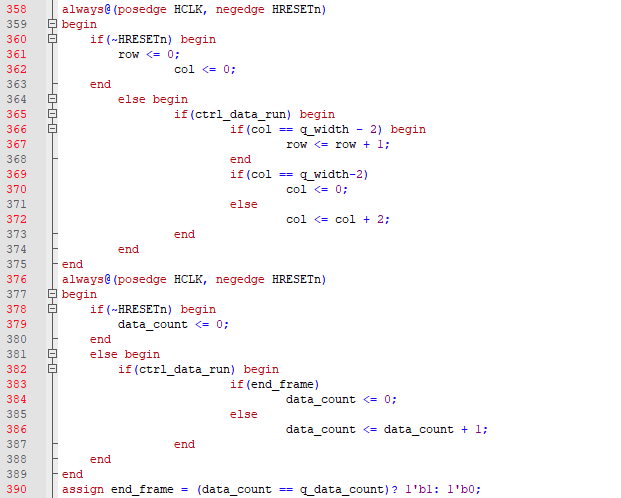 358 always@(posedge HCLK, negedge HRESETn)
359 begin
360 if(~HRESETn) begin
361 row <= 0;
362 col <= 0;
363 end
364 else begin
365 if(ctrl_data_run) begin
366 if(col == q_width - 2) begin
367 row <= row + 1;
368 end
369 if(col == q_width-2)
370 col <= 0;
371 else
372 col <= col + 2;
373 end
374 end
375 end
376 always@(posedge HCLK, negedge HRESETn)
377 begin
378 if(~HRESETn) begin
379 data_count <= 0;
380 end
381 else begin
382 if(ctrl_data_run) begin
383 if(end_frame)
384 data_count <= 0;
385 else
386 data_count <= data_count + 1;
387 end
388 end
389 end
390 assign end_frame = (data_count == q_data_count)? 1'b1: 1'b0;